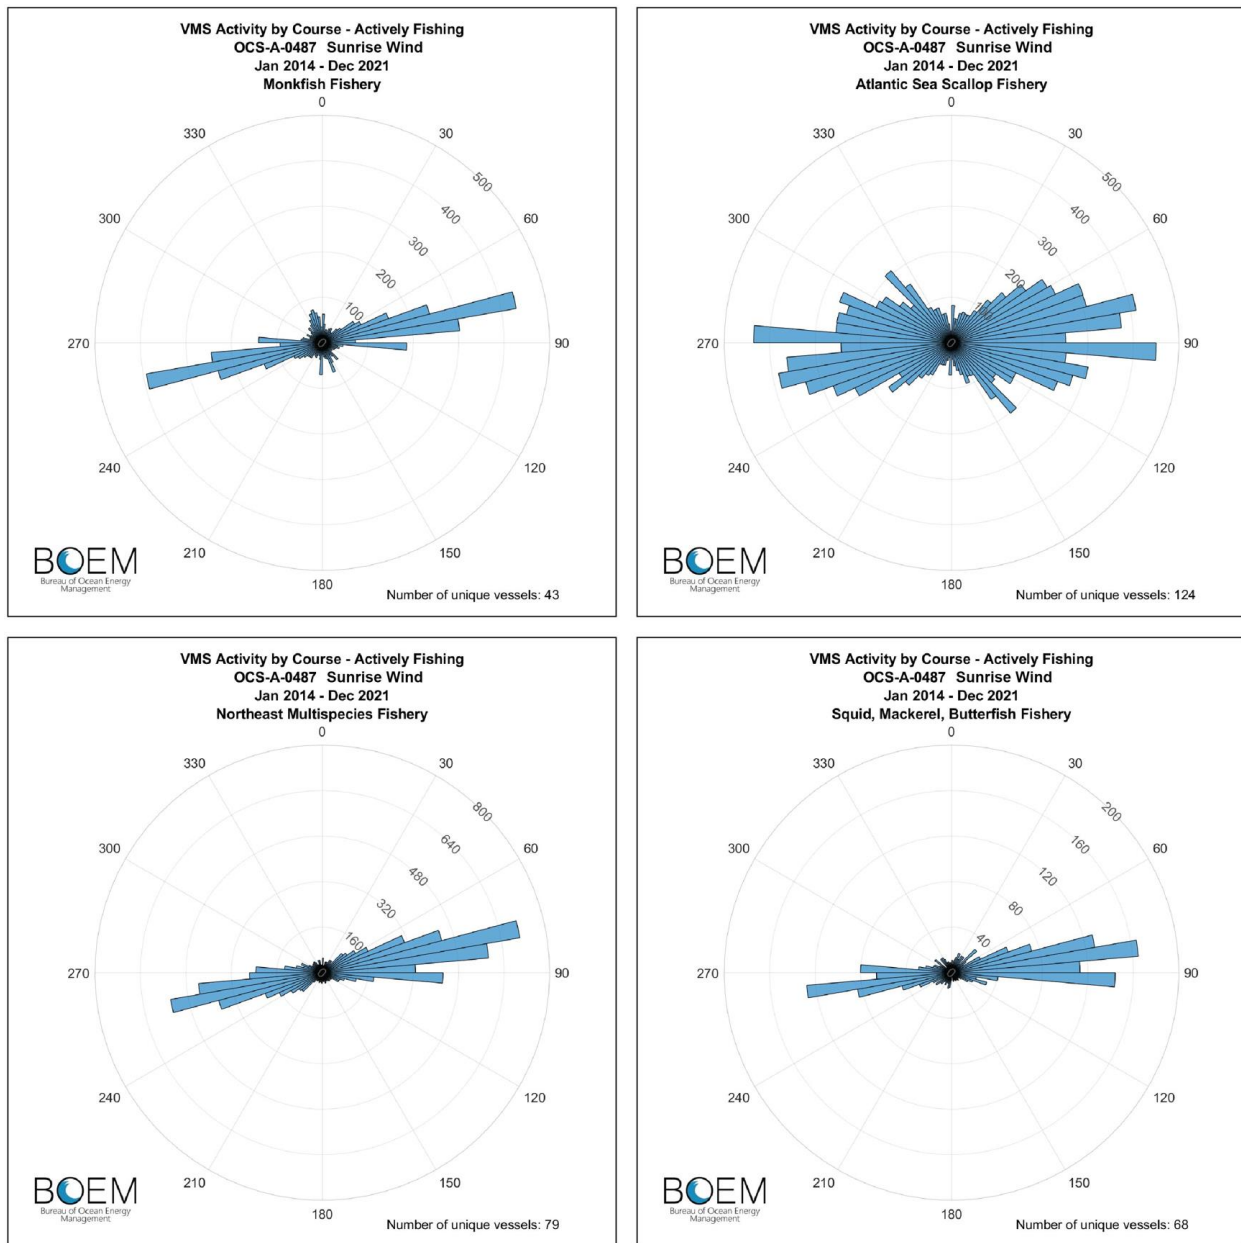 VMS Activity by Course - Actively Fishing
OCS-A-0487 Sunrise Wind
Jan 2014 - Dec 2021
Monkfish Fishery
0
30
60
90
120
150
180
210
240
270
300
330
100
200
300
400
500
BOEM
Bureau of Ocean Energy
Management
Number of unique vessels: 43
VMS Activity by Course - Actively Fishing
OCS-A-0487 Sunrise Wind
Jan 2014 - Dec 2021
Atlantic Sea Scallop Fishery
0
30
60
90
120
150
180
210
240
270
300
330
200
300
400
500
BOEM
Bureau of Ocean Energy
Management
Number of unique vessels: 124
VMS Activity by Course - Actively Fishing
OCS-A-0487 Sunrise Wind
Jan 2014 - Dec 2021
Northeast Multispecies Fishery
0
30
60
90
120
150
180
210
240
270
300
330
160
320
480
640
800
BOEM
Bureau of Ocean Energy
Management
Number of unique vessels: 79
VMS Activity by Course - Actively Fishing
OCS-A-0487 Sunrise Wind
Jan 2014 - Dec 2021
Squid, Mackerel, Butterfish Fishery
0
30
60
90
120
150
180
210
240
270
300
330
40
80
120
160
200
BOEM
Bureau of Ocean Energy
Management
Number of unique vessels: 68